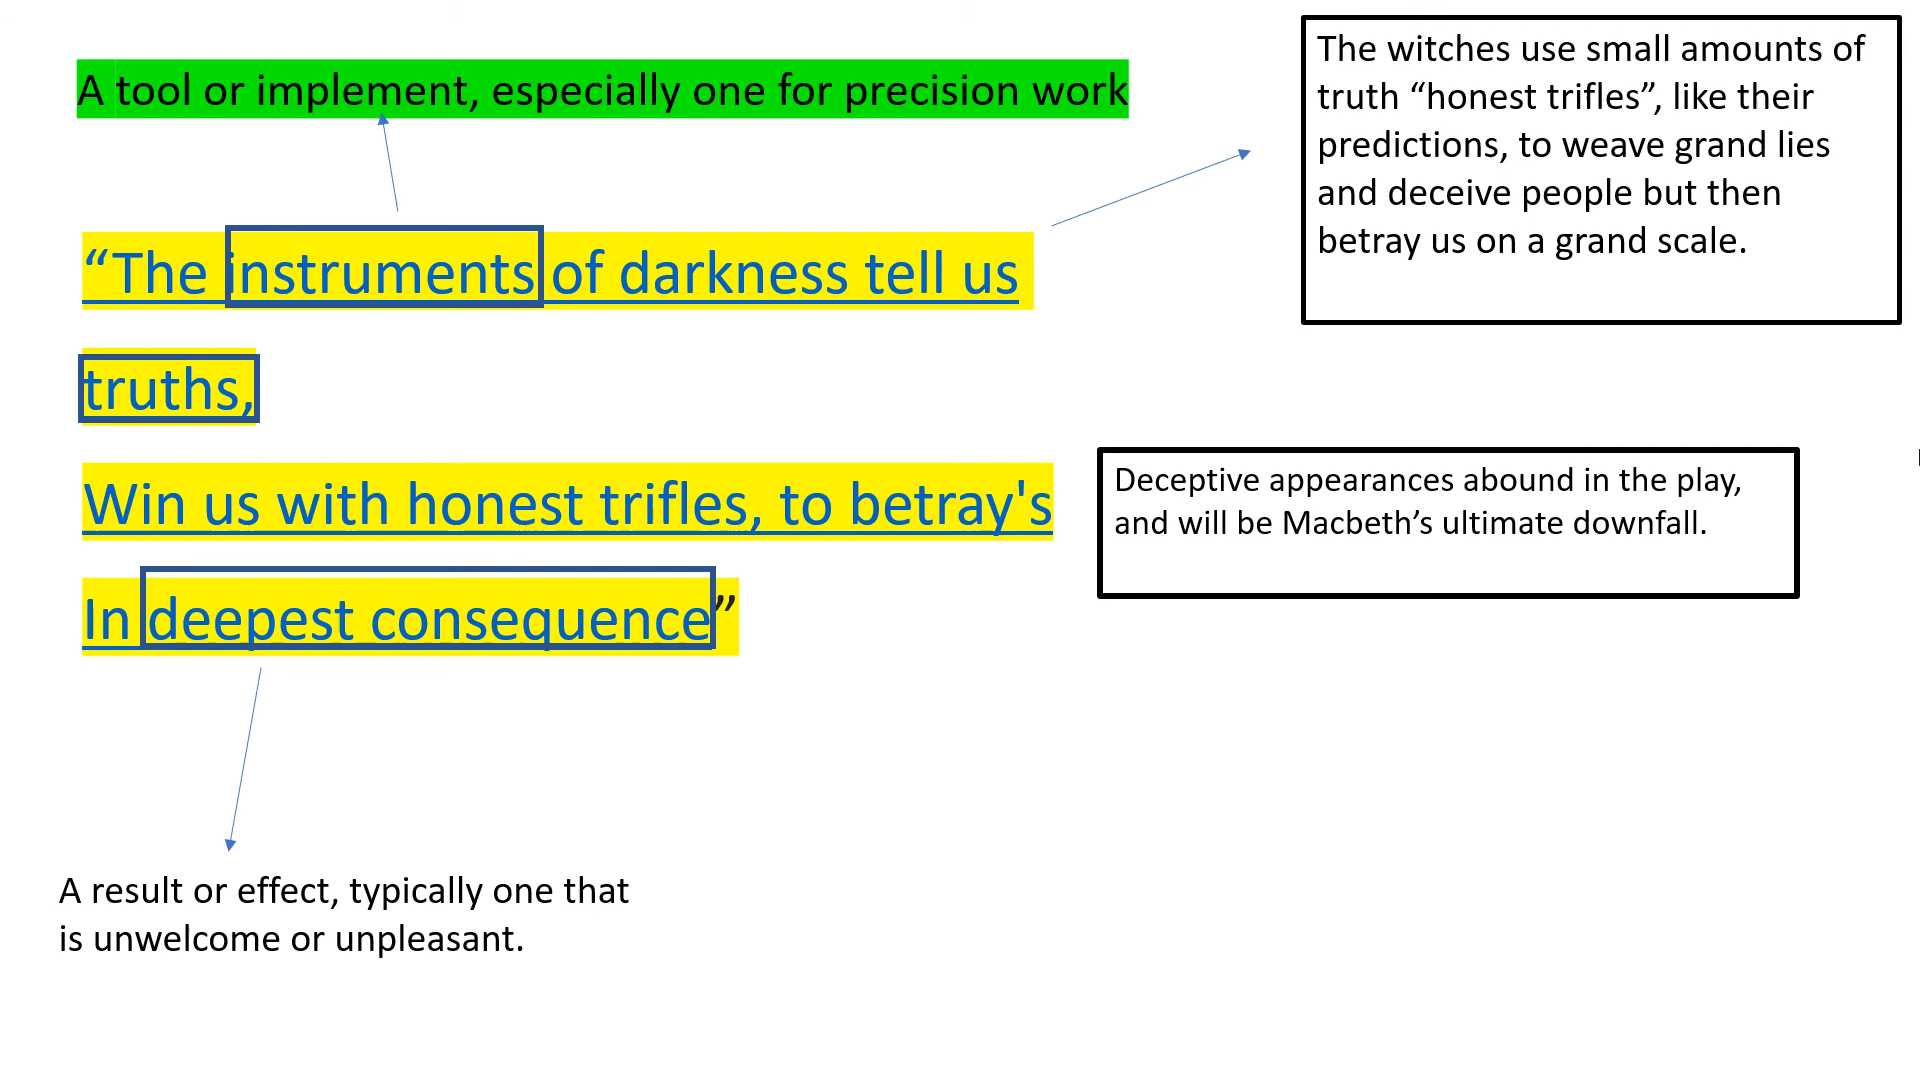 A tool or implement, especially one for precision work
The witches use small amounts of
truth “honest trifles”, like their
predictions, to weave grand lies
and deceive people but then
betray us on a grand scale.
“The instruments of darkness tell us
truths,
Win us with honest trifles, to betray's
In deepest consequence”
Deceptive appearances abound in the play,
and will be Macbeth’s ultimate downfall.
A result or effect, typically one that
is unwelcome or unpleasant.